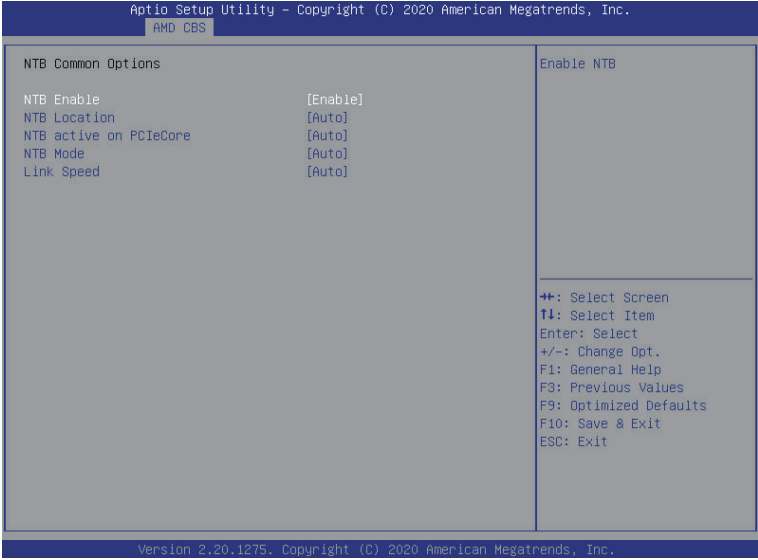 Aptio Setup Utility – Copyright (C) 2020 American Megatrends, Inc.
AMD CBS
NTB Common Options
NTB Enable [Enable]
NTB Location [Auto]
NTB active on PCIeCore [Auto]
NTB Mode [Auto]
Link Speed [Auto]
Enable NTB
→←: Select Screen
↑↓: Select Item
Enter: Select
+/-: Change Opt.
F1: General Help
F3: Previous Values
F9: Optimized Defaults
F10: Save & Exit
ESC: Exit
Version 2.20.1275. Copyright (C) 2020 American Megatrends, Inc.